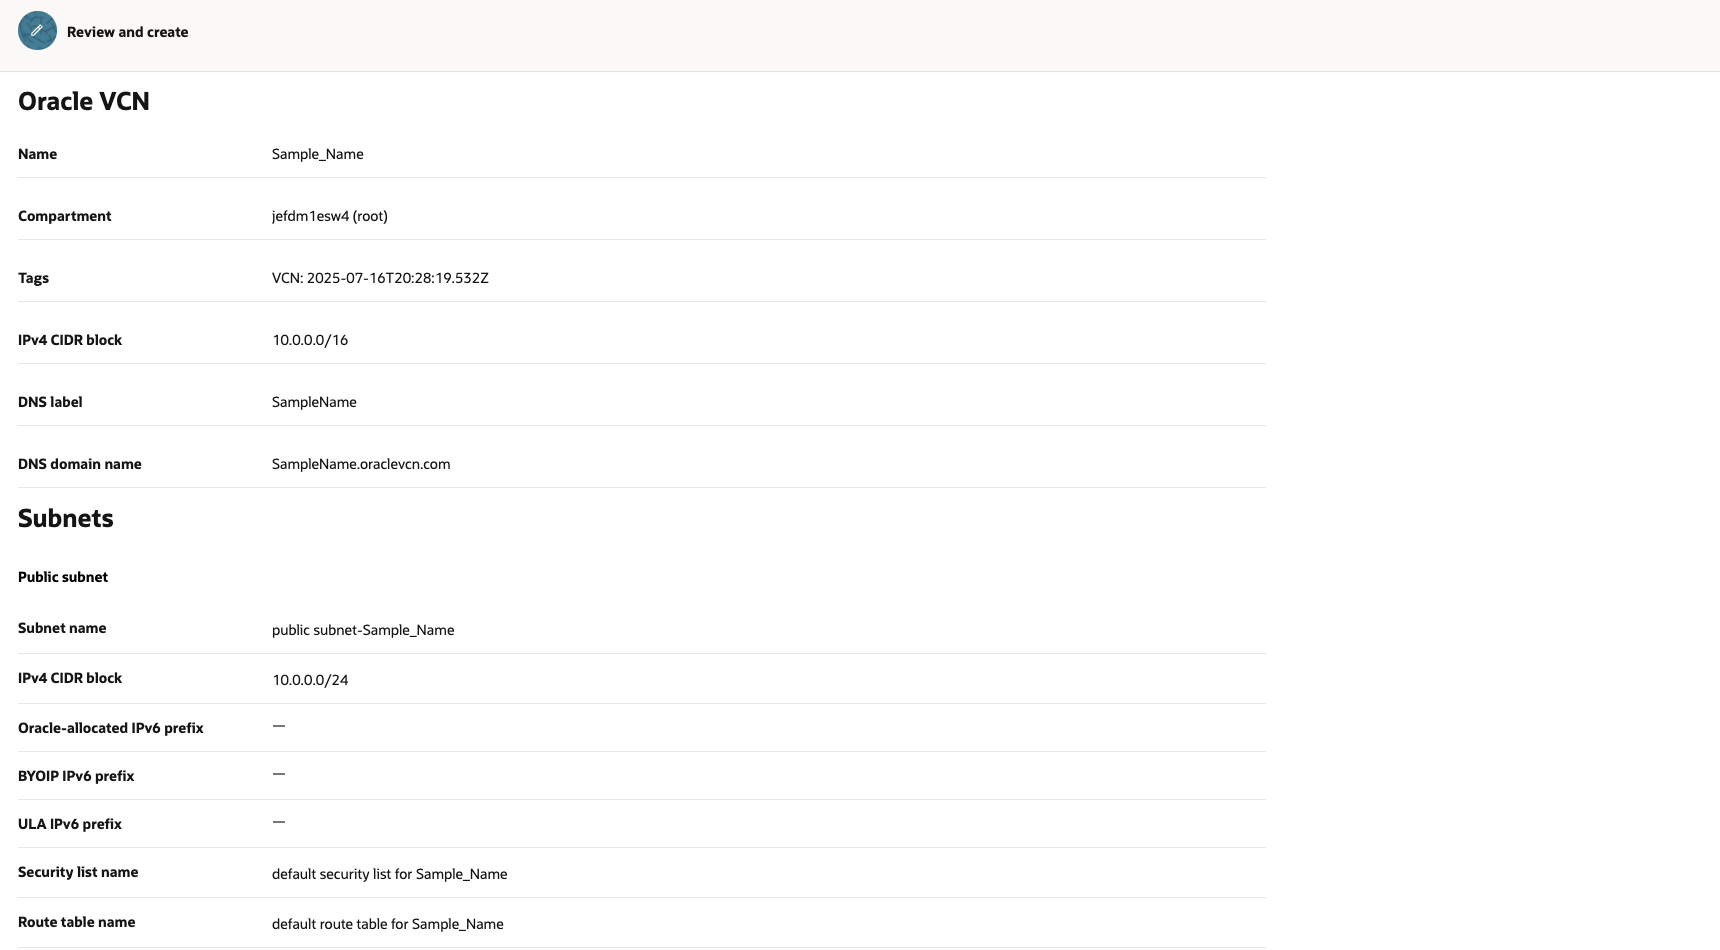 Review and create
Oracle VCN
Name Sample_Name
Compartment jefdm1esw4 (root)
Tags VCN: 2025-07-16T20:28:19.532Z
IPv4 CIDR block 10.0.0.0/16
DNS label SampleName
DNS domain name SampleName.oraclevcn.com
Subnets
Public subnet
Subnet name public subnet-Sample_Name
IPv4 CIDR block 10.0.0.0/24
Oracle-allocated IPv6 prefix —
BYOIP IPv6 prefix —
ULA IPv6 prefix —
Security list name default security list for Sample_Name
Route table name default route table for Sample_Name